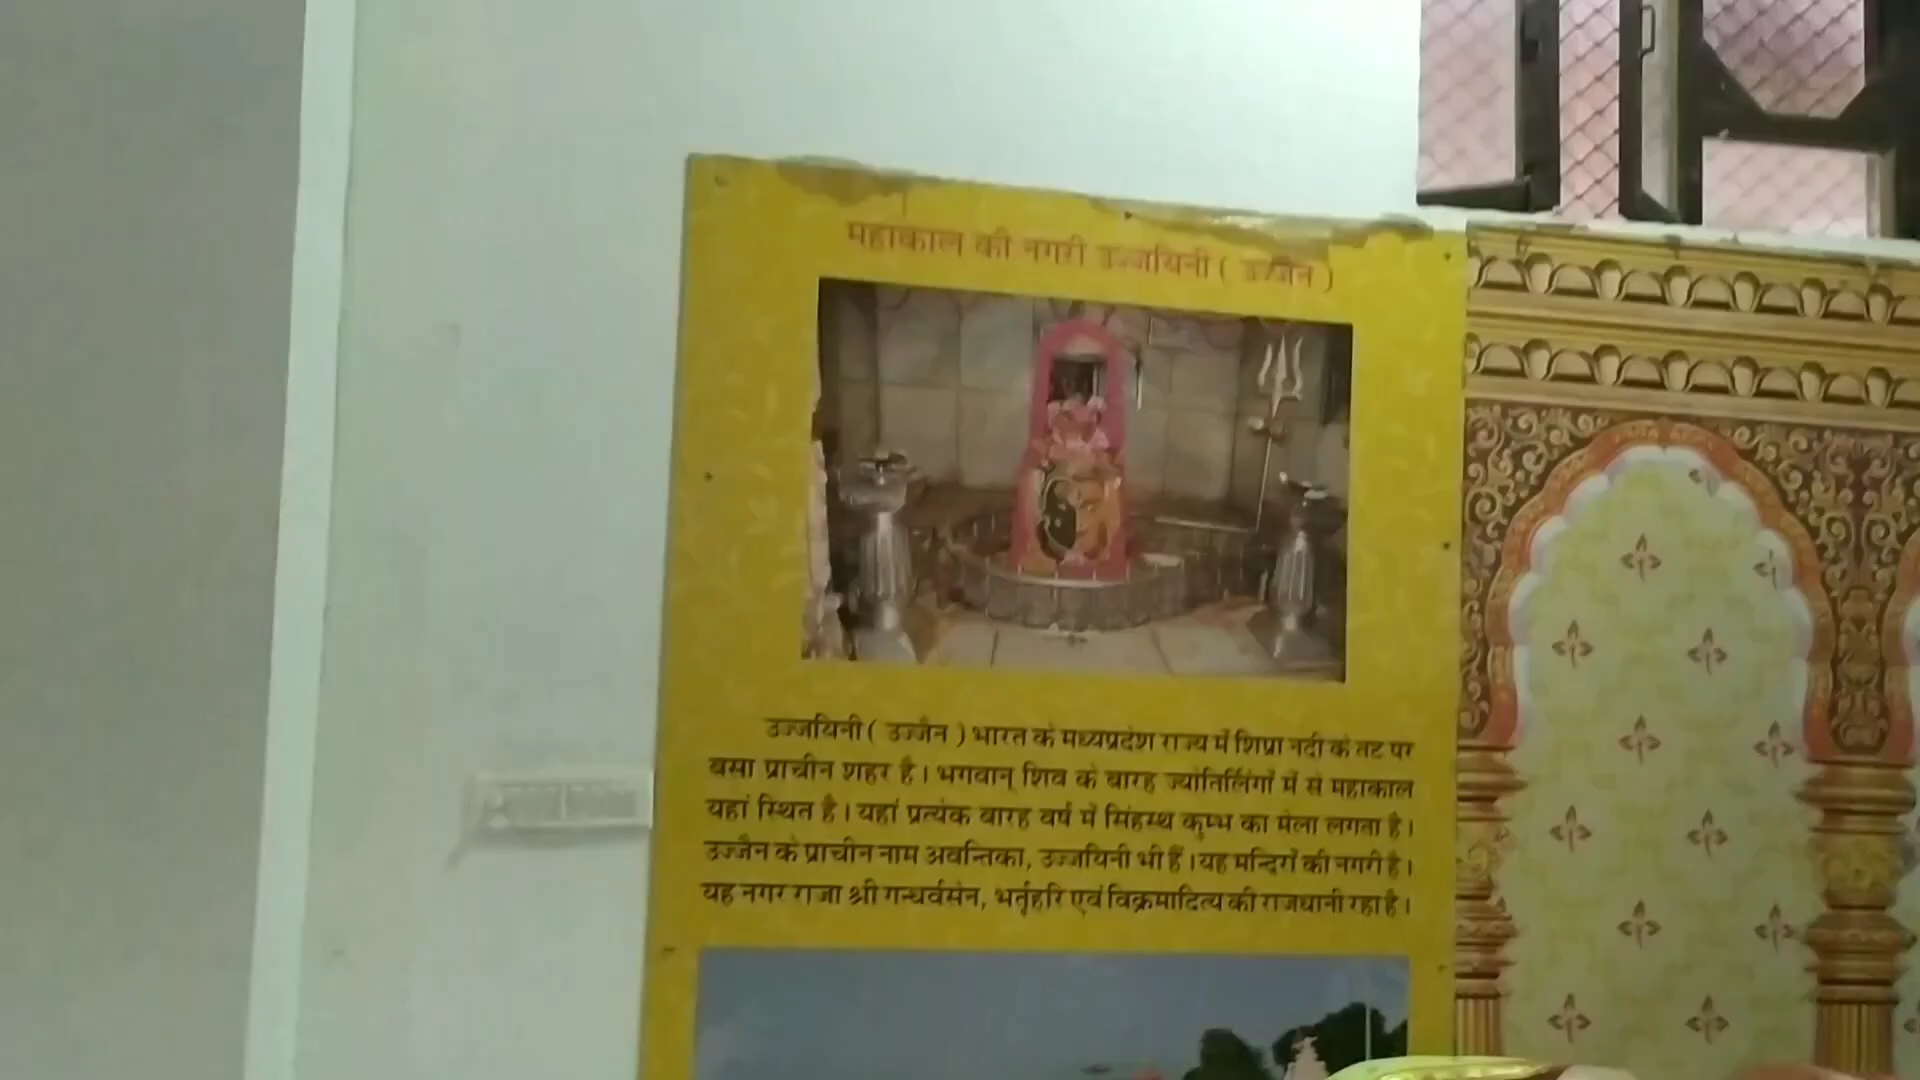 महाकाल की नगरी उज्जयिनी ( उज्जैन )
उज्जयिनी ( उज्जैन ) भारत के मध्यप्रदेश राज्य में शिप्रा नदी के तट पर
बसा प्राचीन शहर है । भगवान् शिव के बारह ज्योतिर्लिंगों में से महाकाल
यहां स्थित है । यहां प्रत्येक बारह वर्ष में सिंहस्थ कुम्भ का मेला लगता है ।
उज्जैन के प्राचीन नाम अवन्तिका, उज्जयिनी भी हैं । यह मन्दिरों की नगरी है ।
यह नगर राजा श्री गन्धर्वसेन, भर्तृहरि एवं विक्रमादित्य की राजधानी रहा है ।